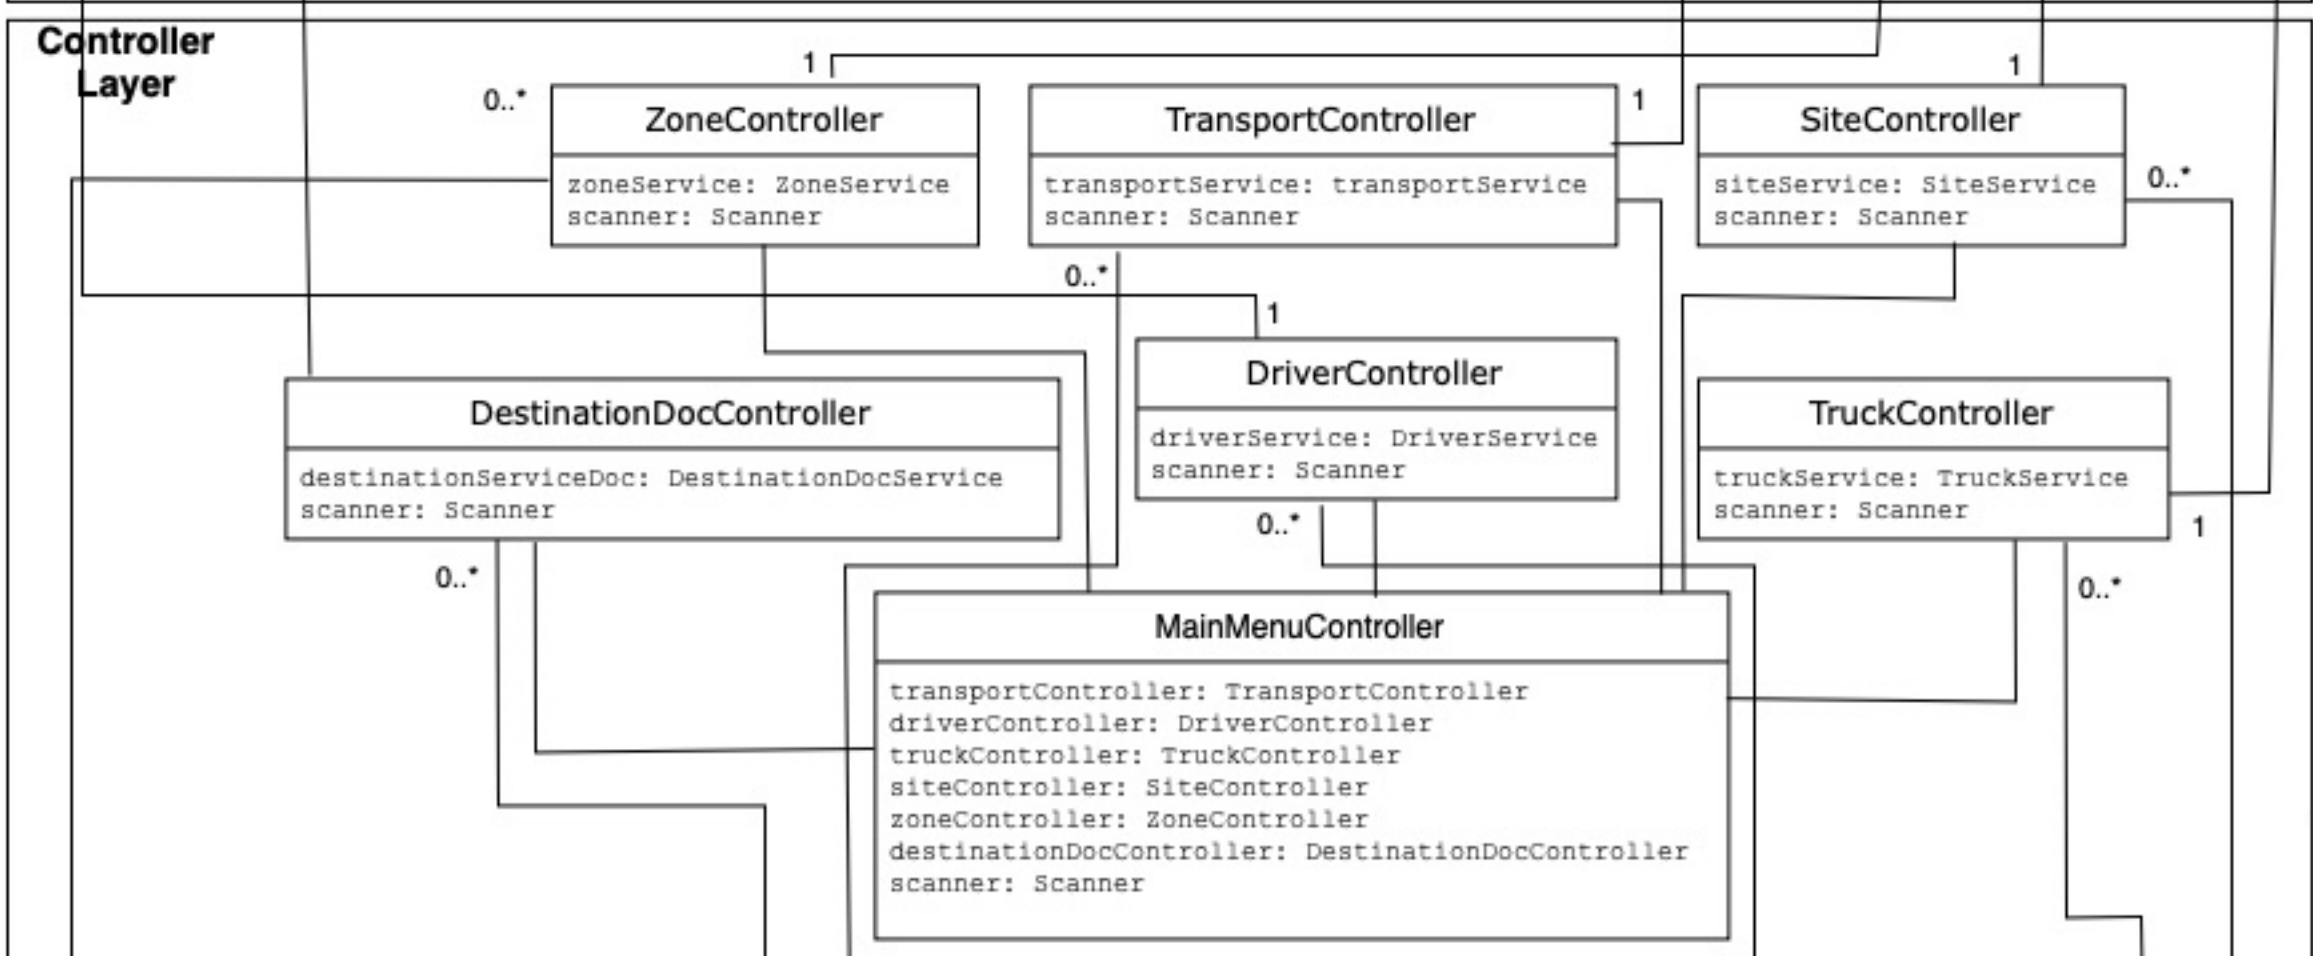 Controller
Layer
1
0..*
ZoneController
zoneService: ZoneService
scanner: Scanner
TransportController
1
transportService: transportService
scanner: Scanner
0..*
1
SiteController
siteService: SiteService
scanner: Scanner
0..*
1
DriverController
driverService: DriverService
scanner: Scanner
0..*
DestinationDocController
destinationServiceDoc: DestinationDocService
scanner: Scanner
0..*
TruckController
truckService: TruckService
scanner: Scanner
1
0..*
MainMenuController
transportController: TransportController
driverController: DriverController
truckController: TruckController
siteController: SiteController
zoneController: ZoneController
destinationDocController: DestinationDocController
scanner: Scanner